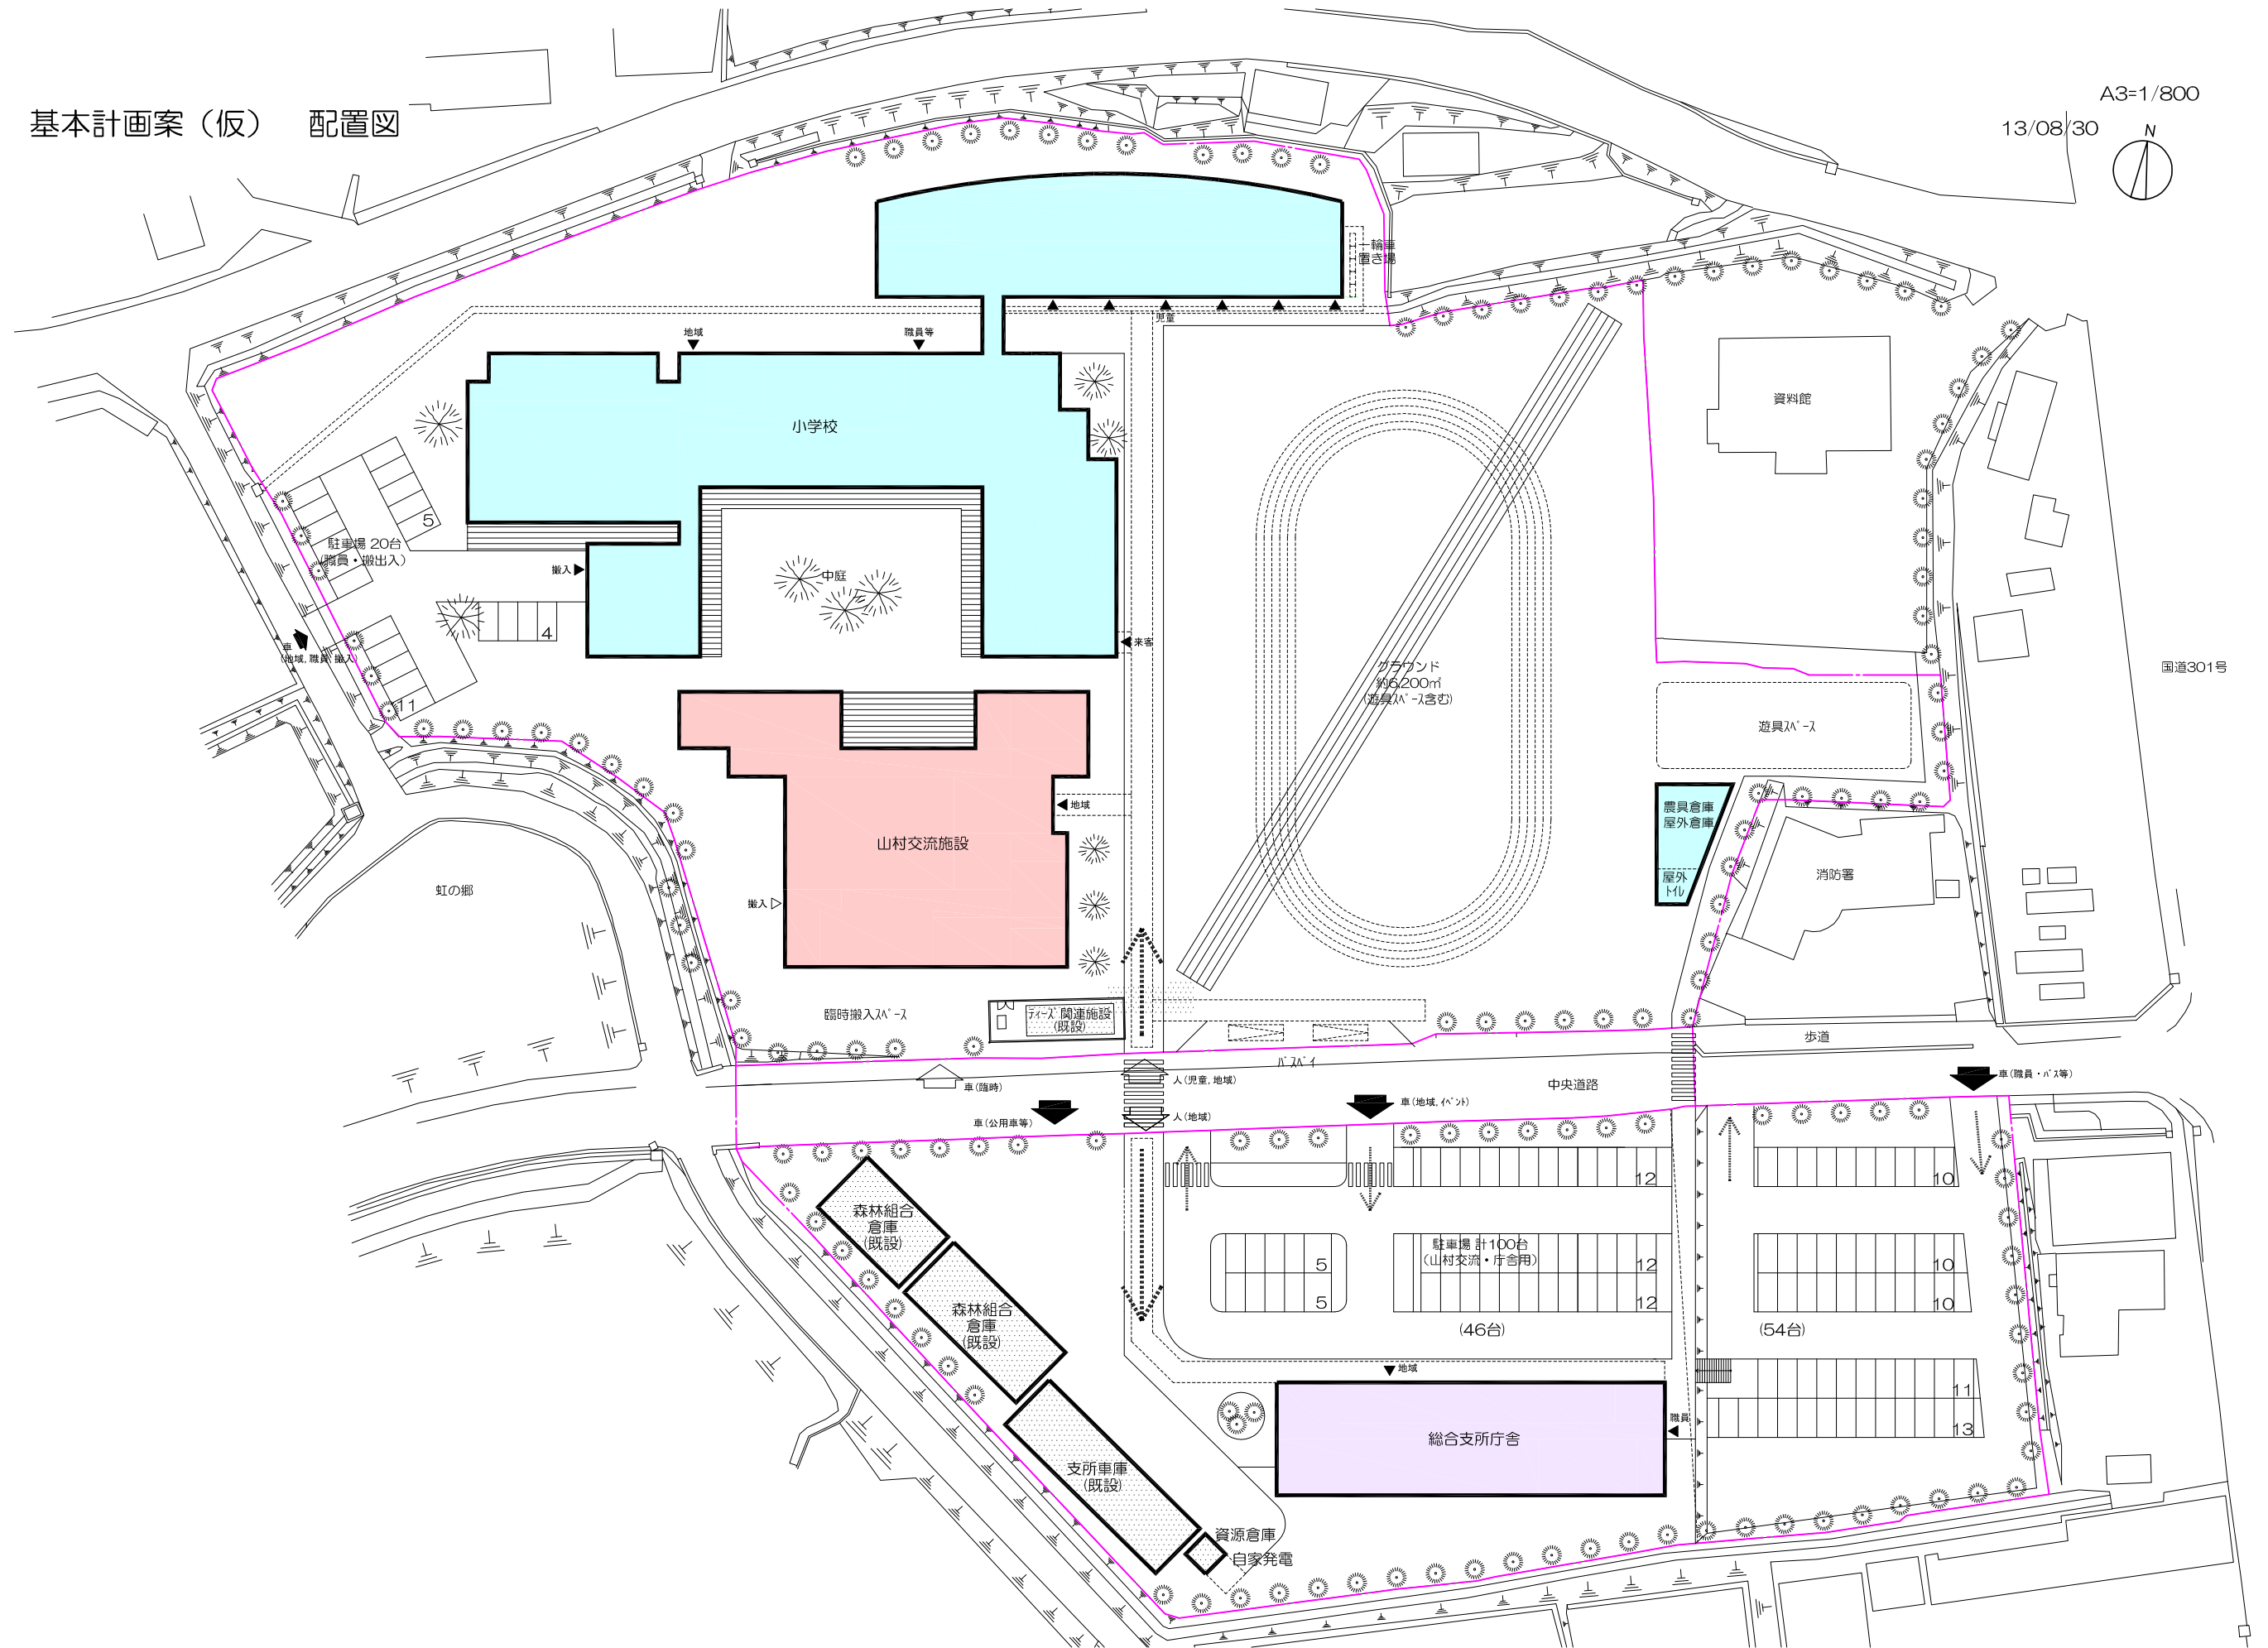 基本計画案（仮）　配置図
A3=1/800
13/08/30
N
一輪車
置き場
児童
地域
職員等
小学校
資料館
5
駐車場 20台
(職員・搬出入)
搬入
中庭
4
来客
車
(地域, 職員, 搬入)
11
グラウンド
約6,200㎡
(遊具ｽﾍﾟｰｽ含む)
国道301号
遊具ｽﾍﾟｰｽ
農具倉庫
屋外倉庫
屋外
ﾄｲﾚ
消防署
地域
山村交流施設
搬入
虹の郷
臨時搬入ｽﾍﾟｰｽ
ティーズ関連施設
(既設)
歩道
ﾊﾞｽﾍﾞｲ
中央道路
車(臨時)
人(児童, 地域)
車(職員・ﾊﾞｽ等)
車(公用車等)
人(地域)
車(地域, ｲﾍﾞﾝﾄ)
12
10
森林組合
倉庫
(既設)
駐車場 計100台
(山村交流・庁舎用)
5
12
10
5
12
10
森林組合
倉庫
(既設)
(46台)
(54台)
地域
11
13
職員
総合支所庁舎
支所車庫
(既設)
資源倉庫
自家発電